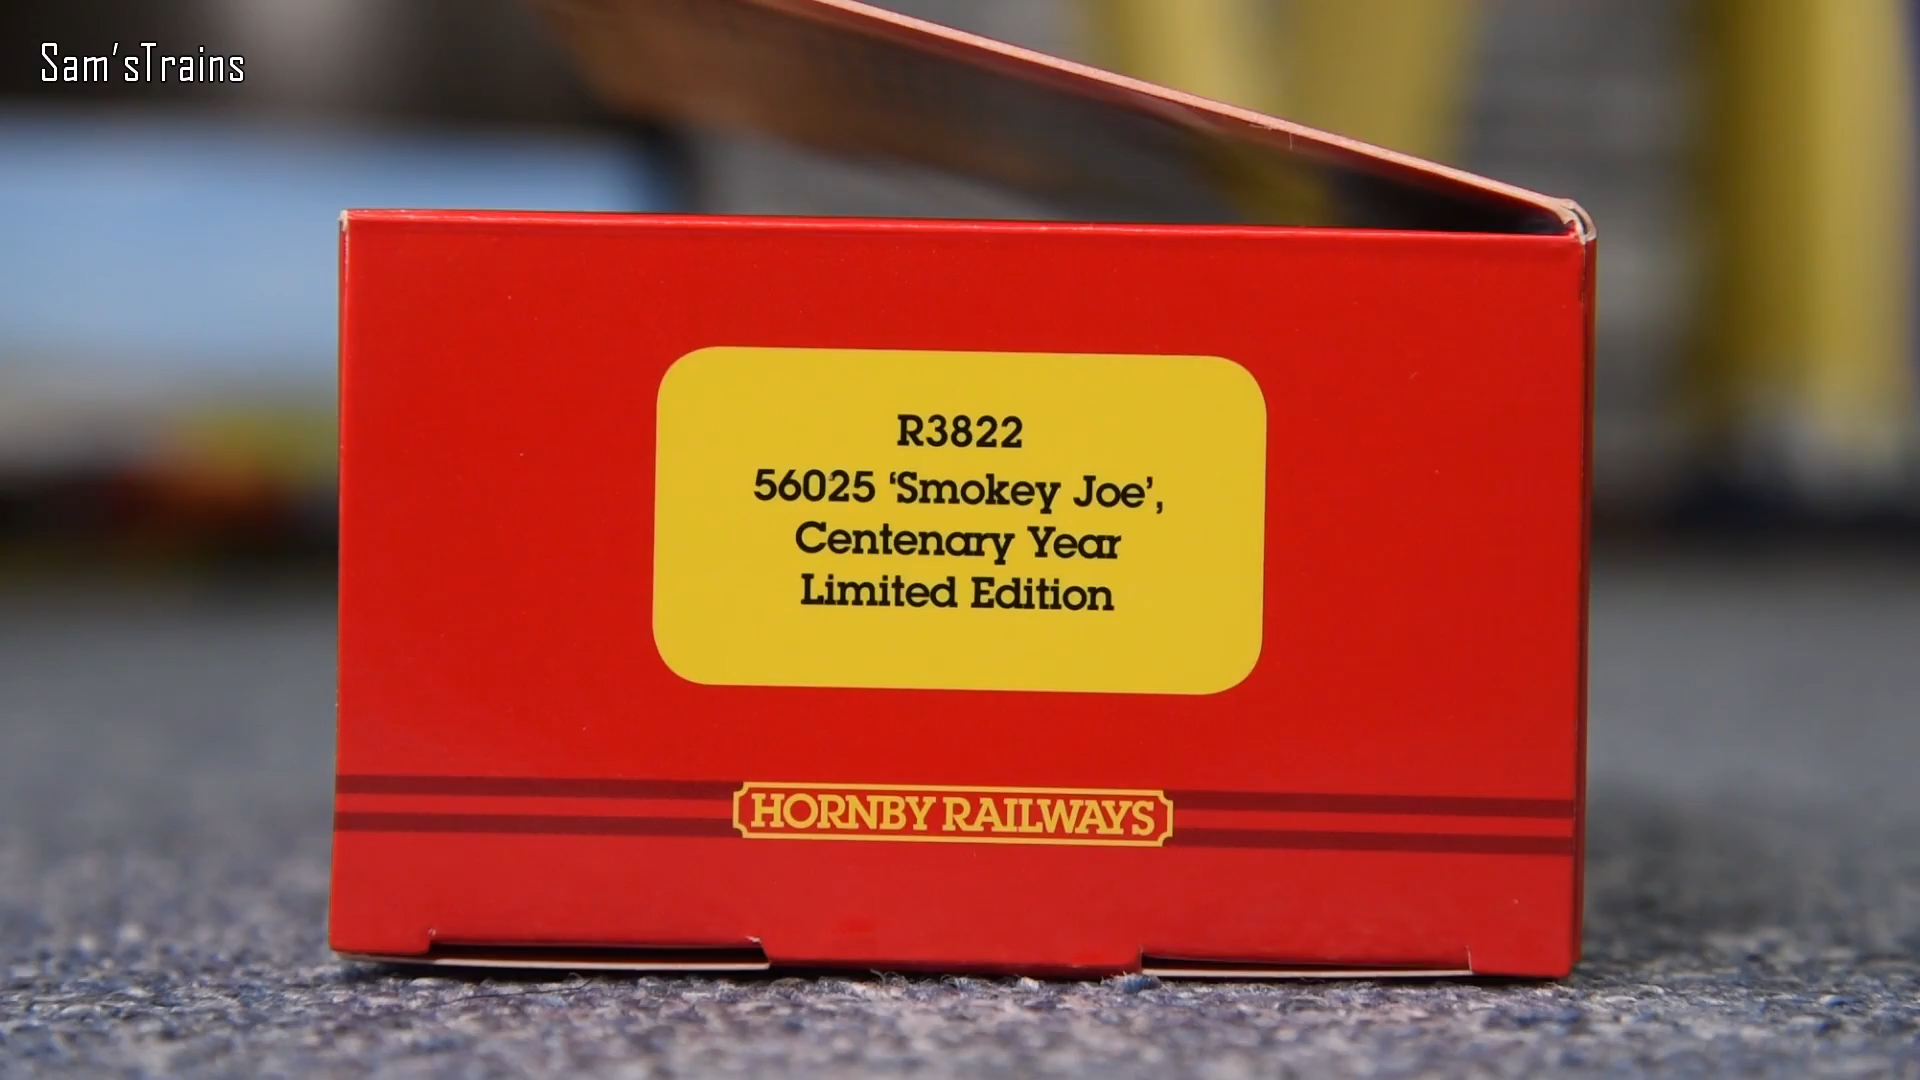 Sam'sTrains
R3822
56025 ‘Smokey Joe’,
Centenary Year
Limited Edition
HORNBY RAILWAYS